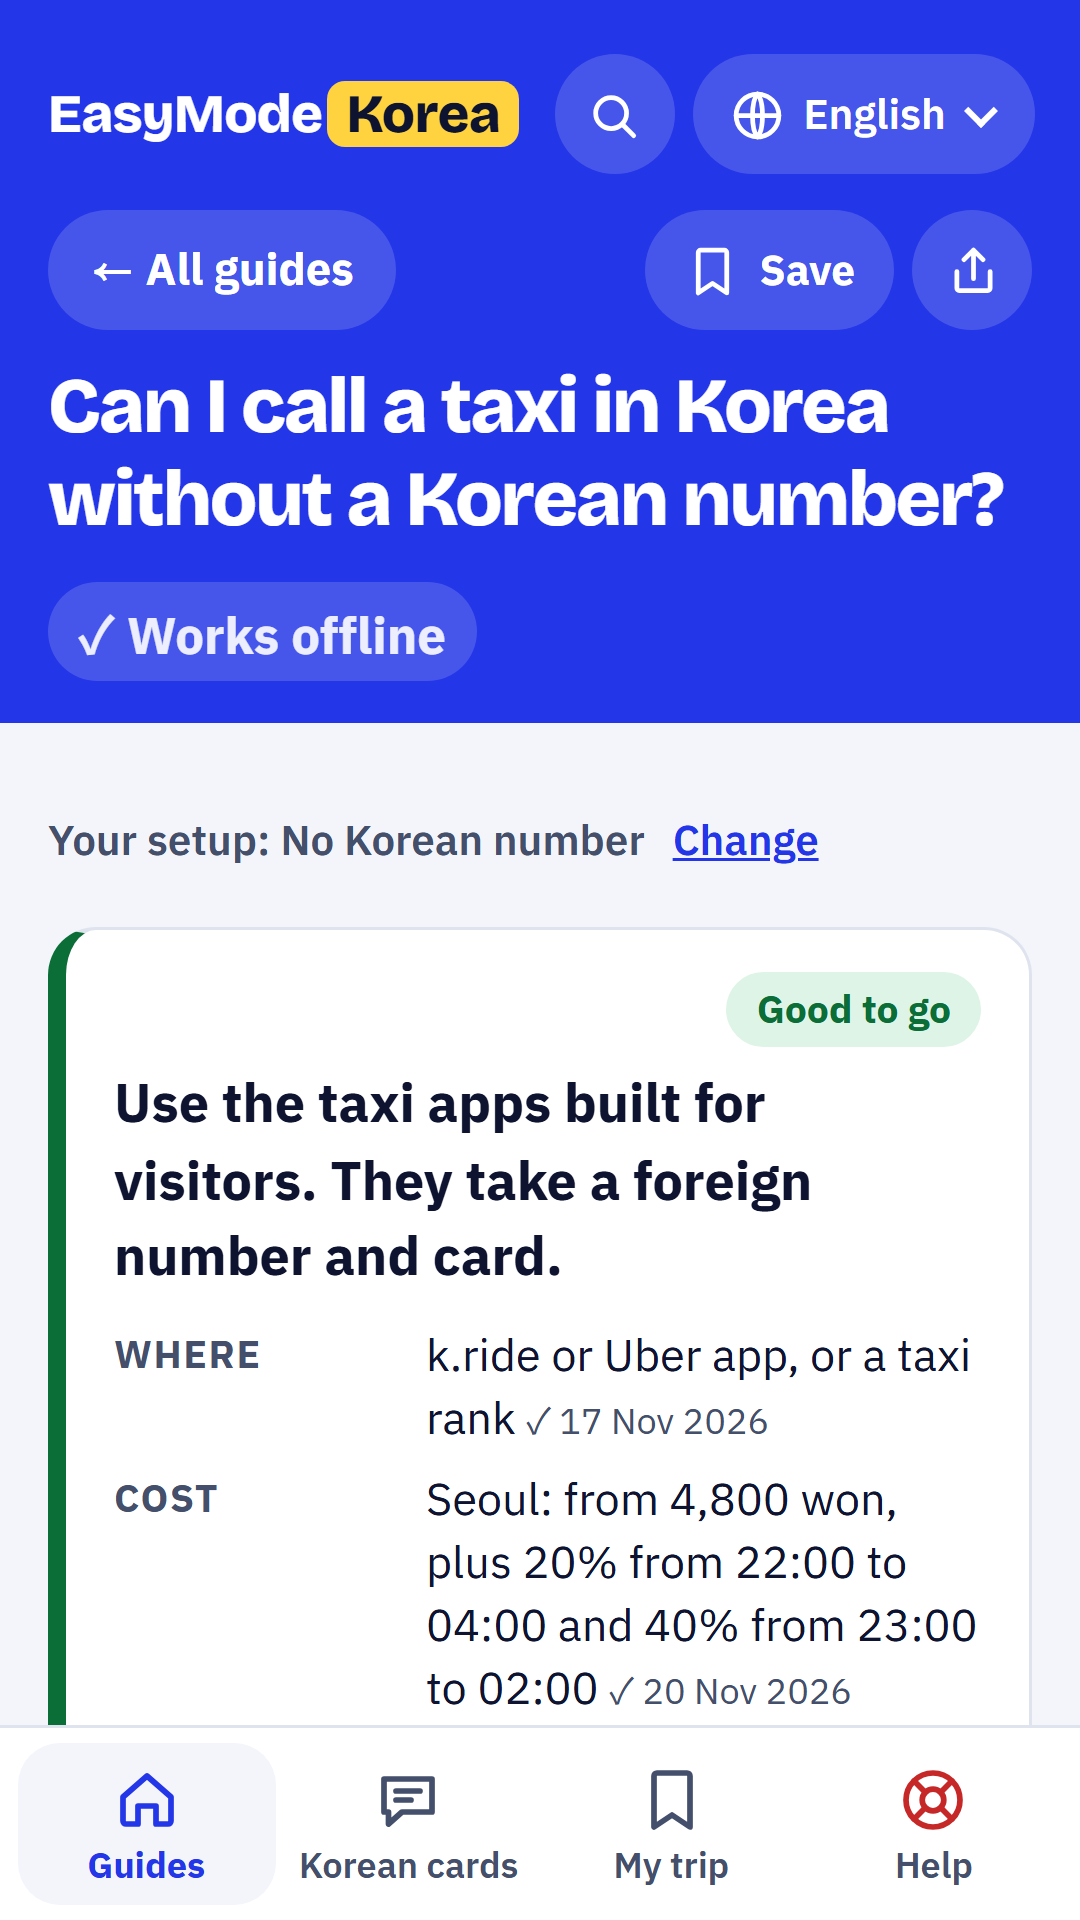 EasyMode Korea
English
← All guides
Save
Can I call a taxi in Korea
without a Korean number?
✓ Works offline
Your setup: No Korean number Change
Good to go
Use the taxi apps built for
visitors. They take a foreign
number and card.
WHERE
k.ride or Uber app, or a taxi
rank ✓ 17 Nov 2026
COST
Seoul: from 4,800 won,
plus 20% from 22:00 to
04:00 and 40% from 23:00
to 02:00 ✓ 20 Nov 2026
Guides
Korean cards
My trip
Help